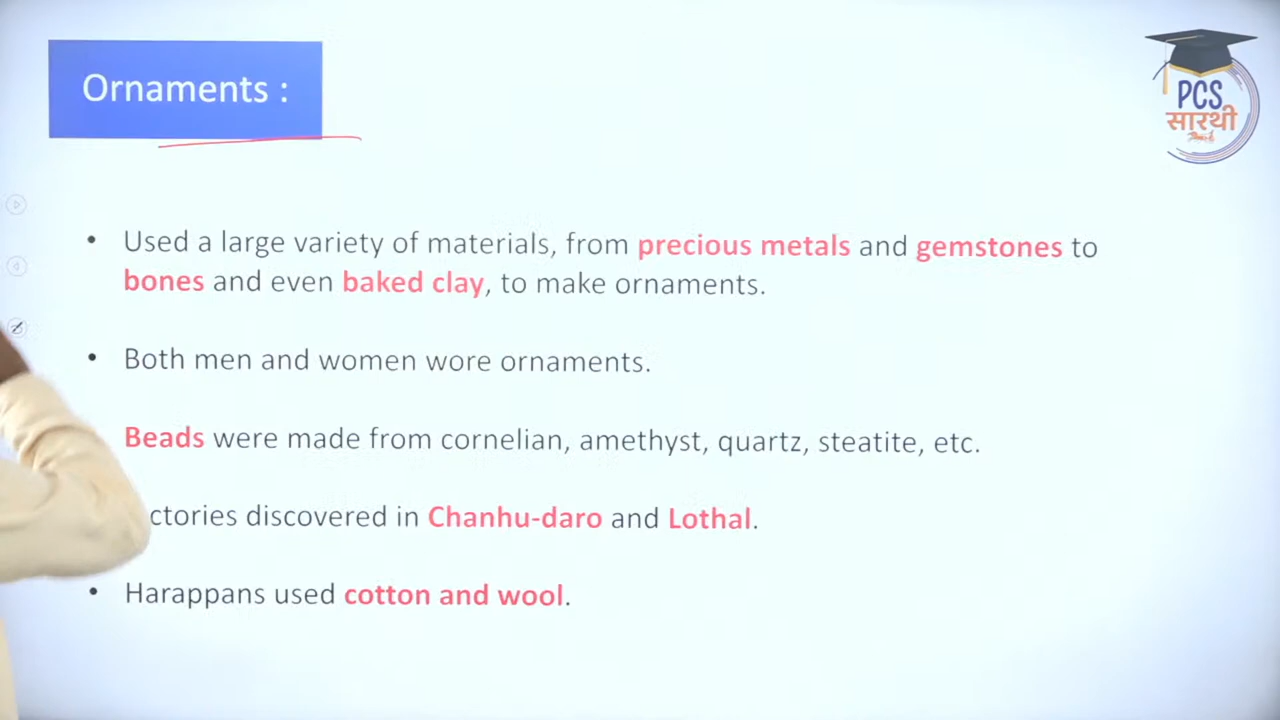 Ornaments :
PCS
सारथी
• Used a large variety of materials, from precious metals and gemstones to
bones and even baked clay, to make ornaments.
• Both men and women wore ornaments.
Beads were made from cornelian, amethyst, quartz, steatite, etc.
discovered in Chanhu-daro and Lothal.
• Harappans used cotton and wool.